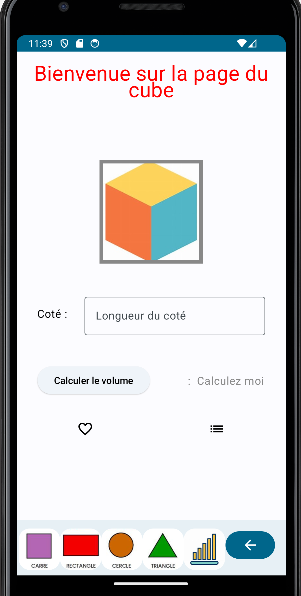 11:39
Bienvenue sur la page du
cube
Coté :
Longueur du coté
Calculer le volume
: Calculez moi
CARRE RECTANGLE CERCLE TRIANGLE